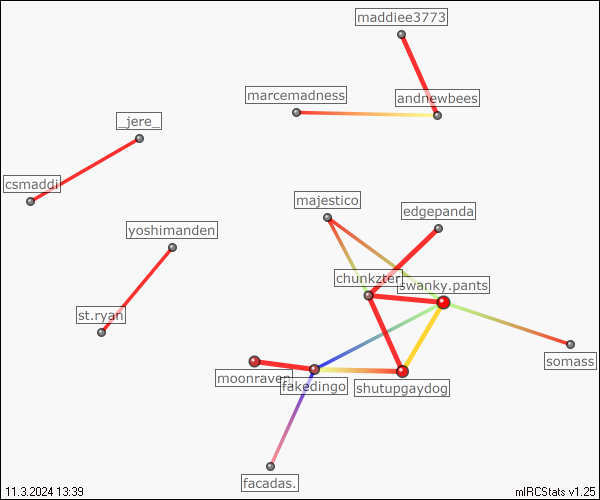 maddiee3773
marcemadness
andnewbees
_jere_
csmaddi
majestico
edgepanda
yoshimanden
chunkzter
swanky.pants
st.ryan
somass
moonraven
fakedingo
shutupgaydog
facadas.
11.3.2024 13:39
mIRCStats v1.25